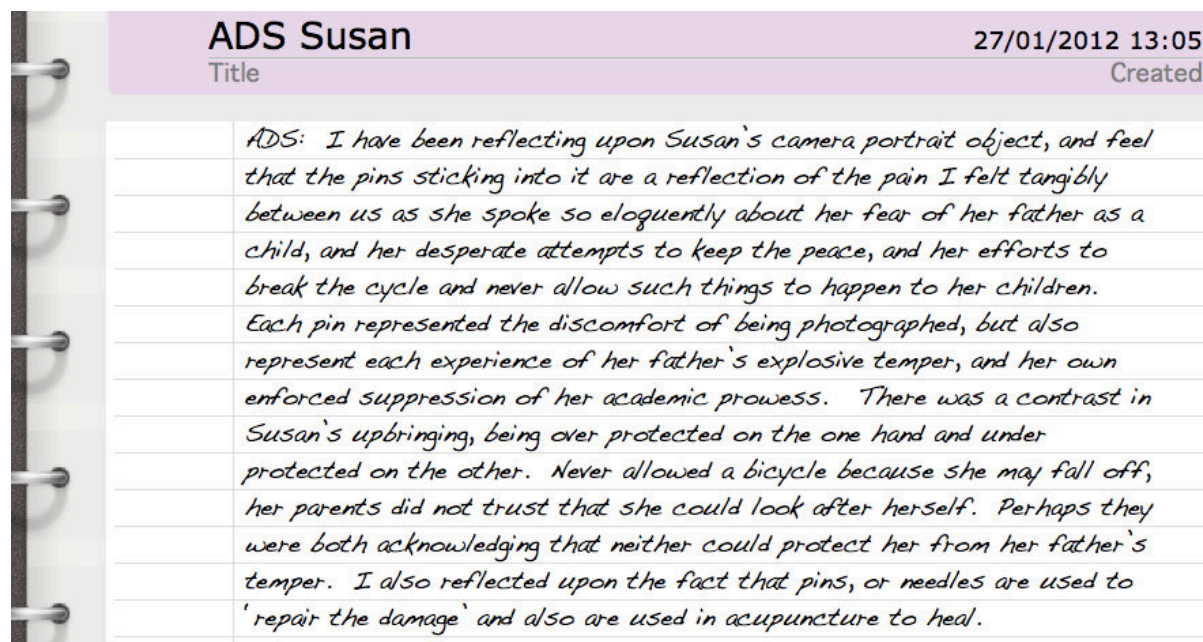 ADS Susan 27/01/2012 13:05
Title Created
ADS: I have been reflecting upon Susan's camera portrait object, and feel
that the pins sticking into it are a reflection of the pain I felt tangibly
between us as she spoke so eloquently about her fear of her father as a
child, and her desperate attempts to keep the peace, and her efforts to
break the cycle and never allow such things to happen to her children.
Each pin represented the discomfort of being photographed, but also
represent each experience of her father's explosive temper, and her own
enforced suppression of her academic prowess. There was a contrast in
Susan's upbringing, being over protected on the one hand and under
protected on the other. Never allowed a bicycle because she may fall off,
her parents did not trust that she could look after herself. Perhaps they
were both acknowledging that neither could protect her from her father's
temper. I also reflected upon the fact that pins, or needles are used to
'repair the damage' and also are used in acupuncture to heal.